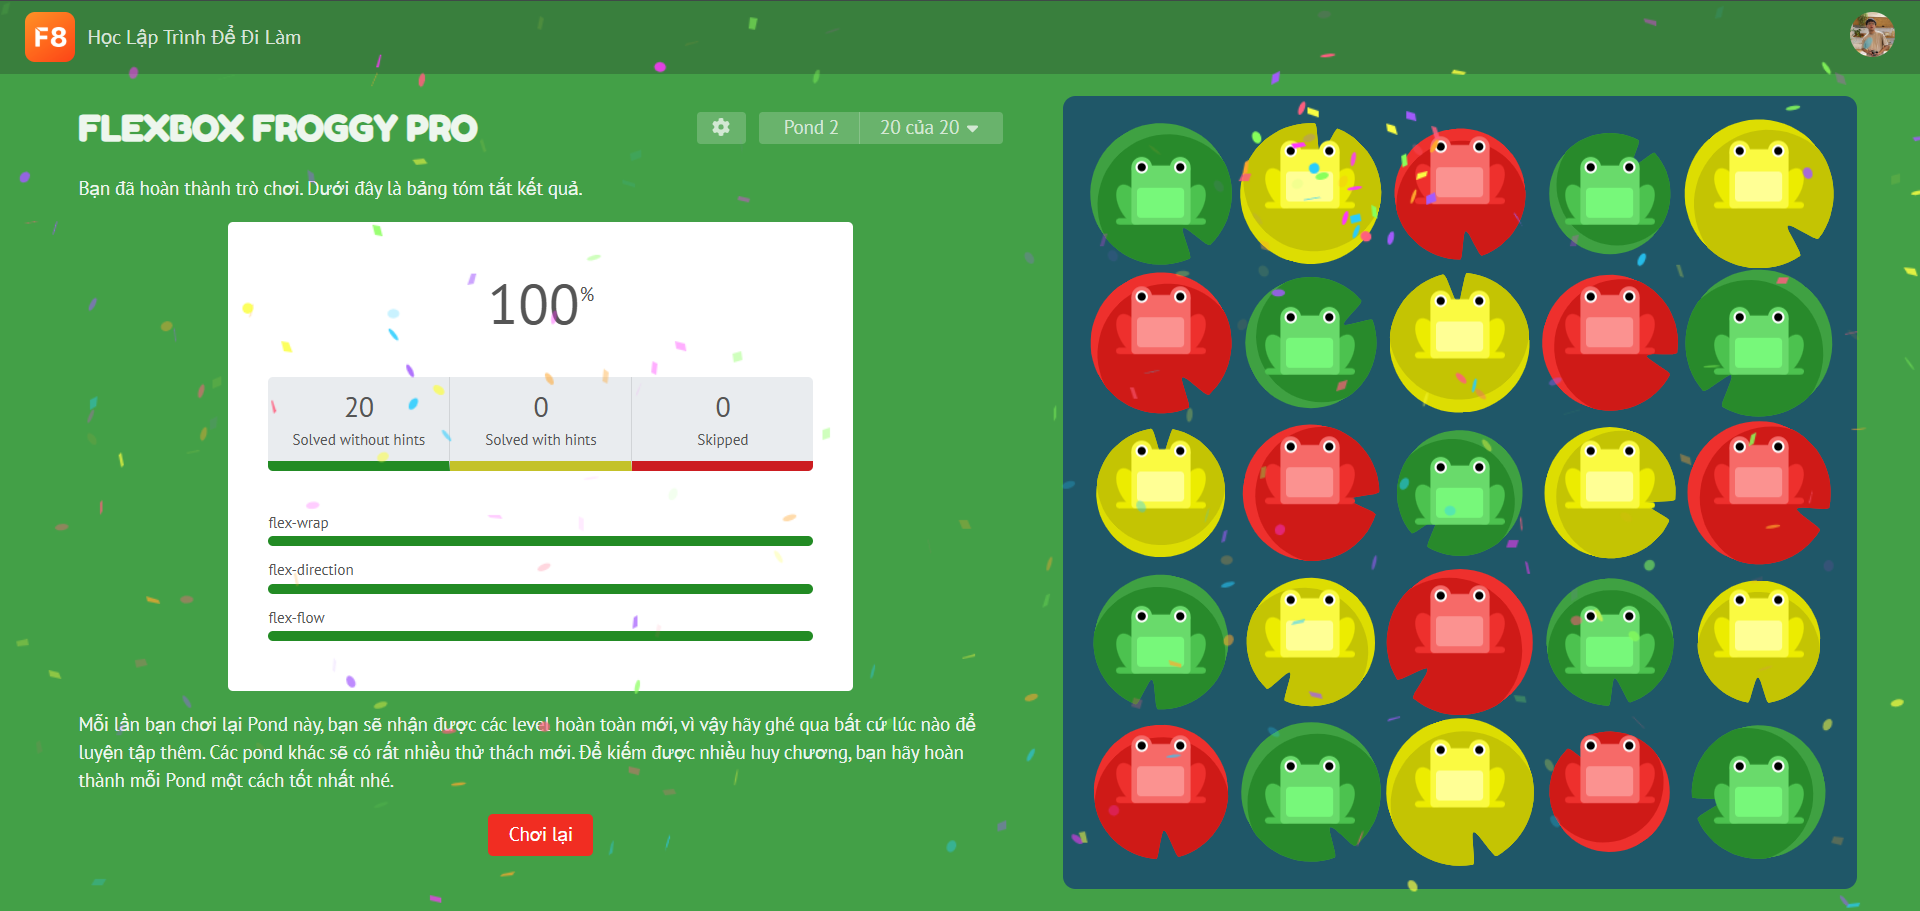 F8
Học Lập Trình Để Đi Làm
FLEXBOX FROGGY PRO
Pond 2
20 của 20
Bạn đã hoàn thành trò chơi. Dưới đây là bảng tóm tắt kết quả.
100%
20
0
0
Solved without hints
Solved with hints
Skipped
flex-wrap
flex-direction
flex-flow
Mỗi lần bạn chơi lại Pond này, bạn sẽ nhận được các level hoàn toàn mới, vì vậy hãy ghé qua bất cứ lúc nào để
luyện tập thêm. Các pond khác sẽ có rất nhiều thử thách mới. Để kiếm được nhiều huy chương, bạn hãy hoàn
thành mỗi Pond một cách tốt nhất nhé.
Chơi lại